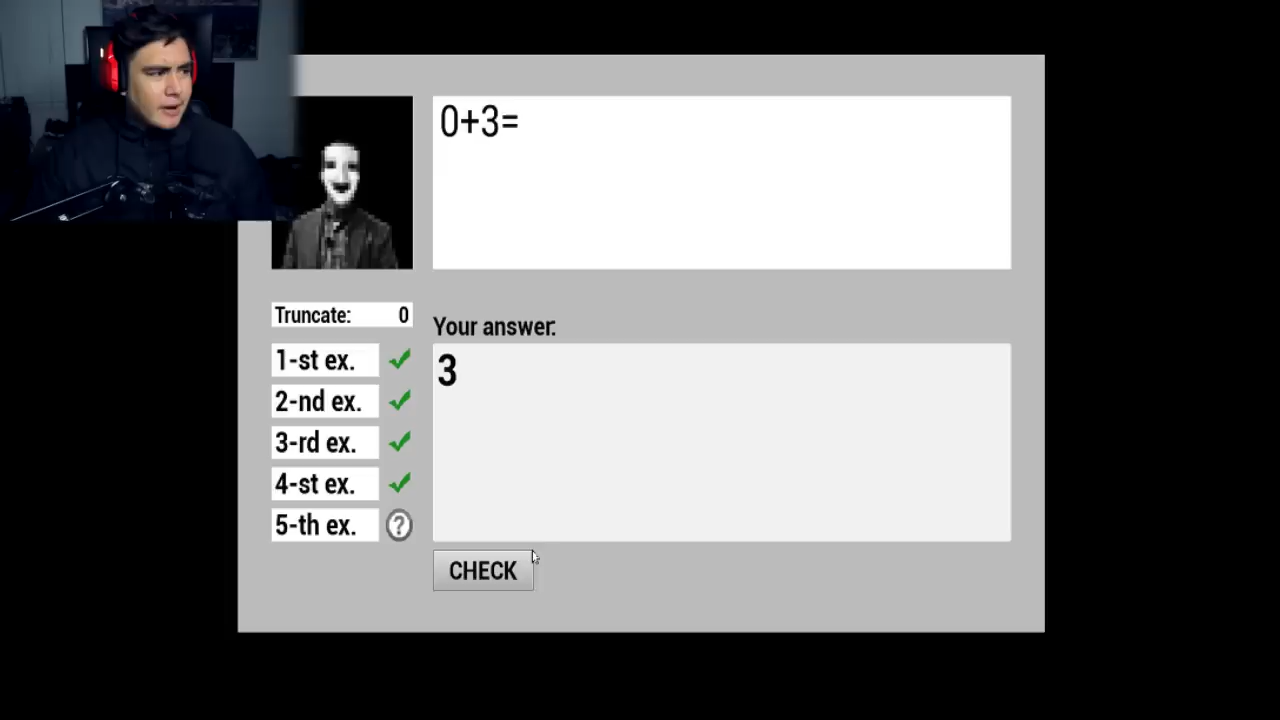 0+3=
Truncate: 0
Your answer:
1-st ex.
3
2-nd ex.
3-rd ex.
4-st ex.
5-th ex. ?
CHECK